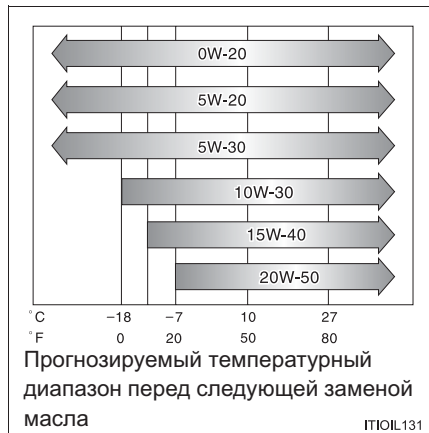 0W-20
5W-20
5W-30
10W-30
15W-40
20W-50
°C −18 −7 10 27
°F 0 20 50 80
Прогнозируемый температурный
диапазон перед следующей заменой
масла
ITIOIL131